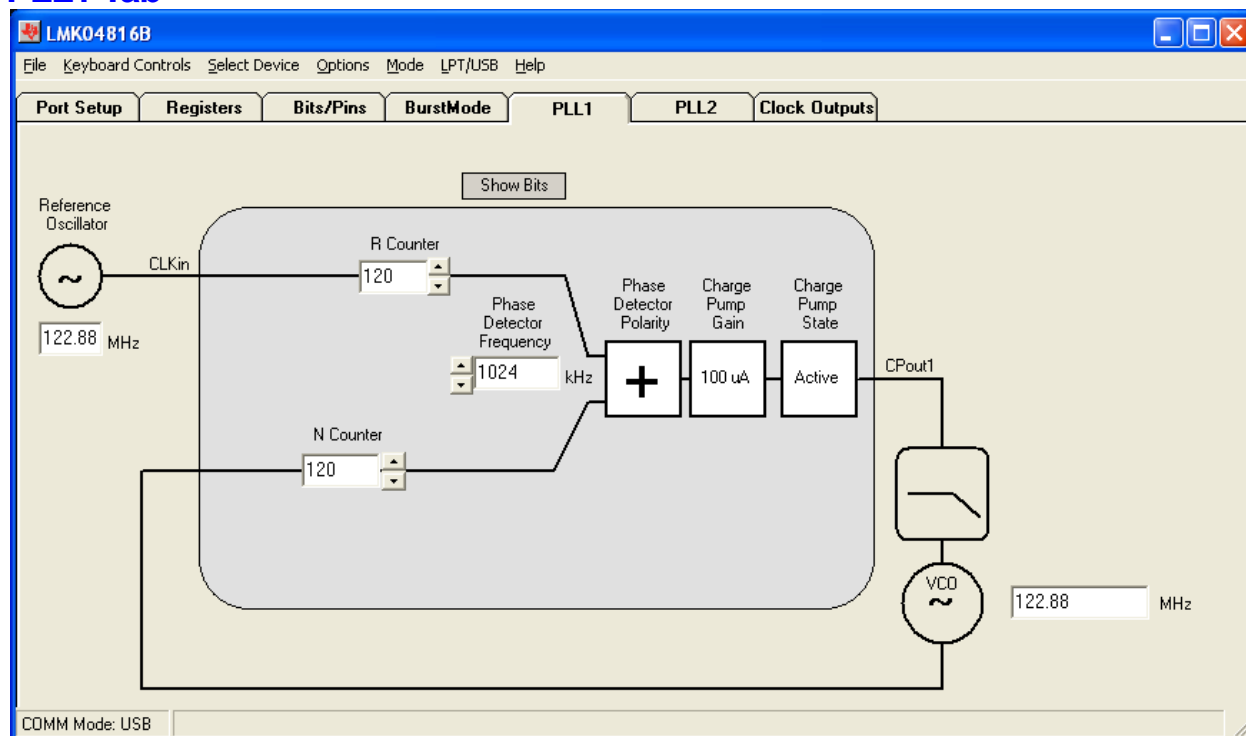 PLL1 Tab
LMK04816B
File Keyboard Controls Select Device Options Mode LPT/USB Help
Port Setup Registers Bits/Pins BurstMode PLL1 PLL2 Clock Outputs
Show Bits
Reference
Oscillator
~
CLKin
122.88 MHz
R Counter
120
Phase
Detector
Frequency
1024 kHz
Phase
Detector
Polarity
+
Charge
Pump
Gain
100 uA
Charge
Pump
State
Active
CPout1
N Counter
120
VCO
~
122.88 MHz
COMM Mode: USB